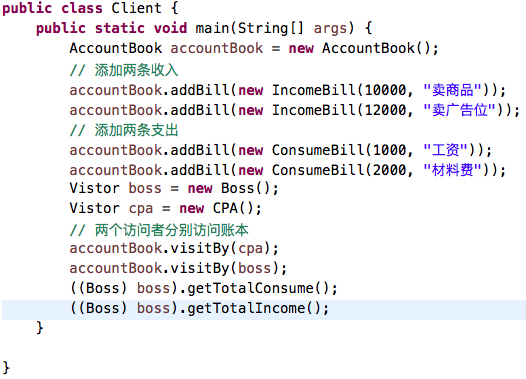 public class Client {
    public static void main(String[] args) {
        AccountBook accountBook = new AccountBook();
        // 添加两条收入
        accountBook.addBill(new IncomeBill(10000, "卖商品"));
        accountBook.addBill(new IncomeBill(12000, "卖广告位"));
        // 添加两条支出
        accountBook.addBill(new ConsumeBill(1000, "工资"));
        accountBook.addBill(new ConsumeBill(2000, "材料费"));
        Vistor boss = new Boss();
        Vistor cpa = new CPA();
        // 两个访问者分别访问账本
        accountBook.visitBy(cpa);
        accountBook.visitBy(boss);
        ((Boss) boss).getTotalConsume();
        ((Boss) boss).getTotalIncome();
    }
}